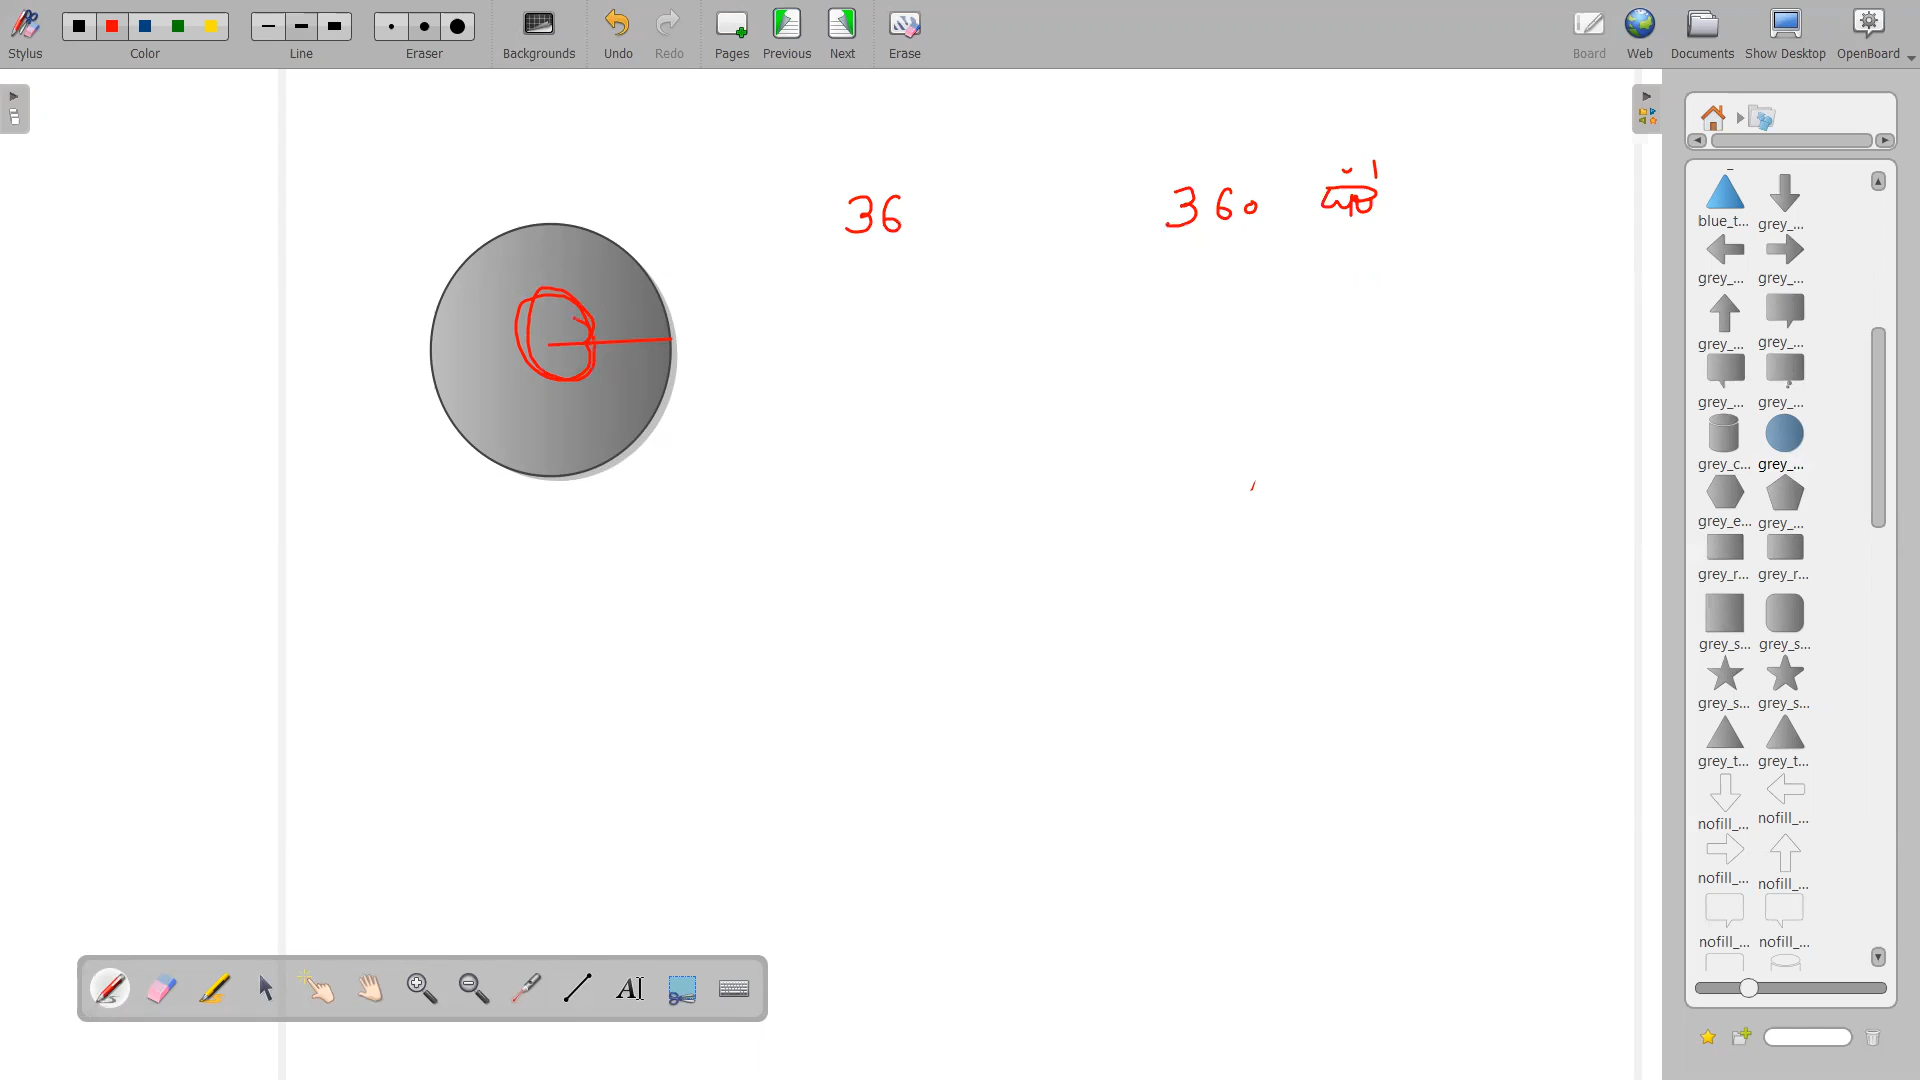 Stylus
Color
Line
Eraser
Backgrounds
Undo
Redo
Pages
Previous
Next
Erase
Board
Web
Documents
Show Desktop
OpenBoard
36
360
blue_t...
grey_...
grey_...
grey_...
grey_...
grey_...
grey_...
grey_...
grey_c...
grey_...
grey_e...
grey_...
grey_r...
grey_r...
grey_s...
grey_s...
grey_s...
grey_s...
grey_t...
grey_t...
nofill_...
nofill_...
nofill_...
nofill_...
nofill_...
nofill_...